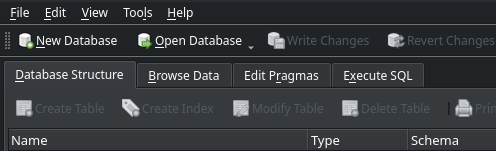 File Edit View Tools Help
New Database Open Database Write Changes Revert Changes
Database Structure Browse Data Edit Pragmas Execute SQL
Create Table Create Index Modify Table Delete Table Prin
Name Type Schema